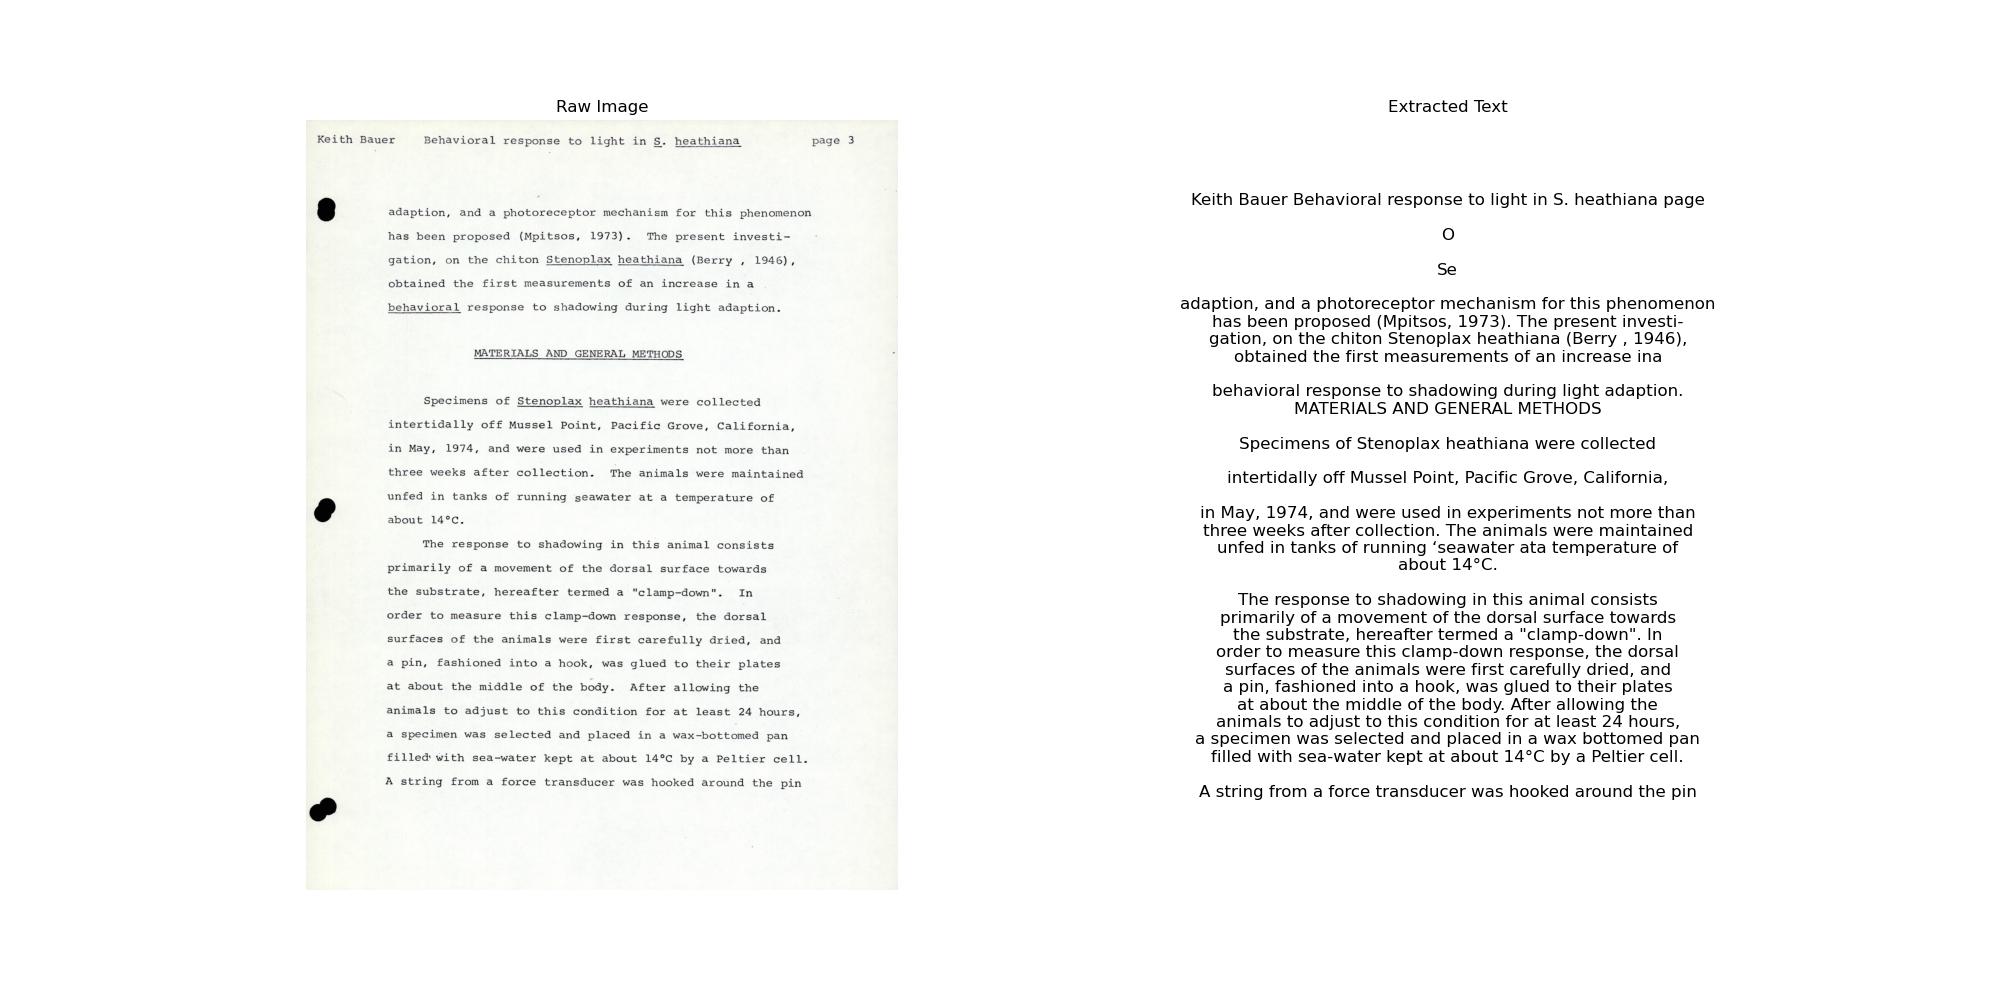 Raw Image
Keith Bauer Behavioral response to light in S. heathiana page 3
adaption, and a photoreceptor mechanism for this phenomenon
has been proposed (Mpitsos, 1973). The present investi-
gation, on the chiton Stenoplax heathiana (Berry , 1946),
obtained the first measurements of an increase in a
behavioral response to shadowing during light adaption.
MATERIALS AND GENERAL METHODS
Specimens of Stenoplax heathiana were collected
intertidally off Mussel Point, Pacific Grove, California,
in May, 1974, and were used in experiments not more than
three weeks after collection. The animals were maintained
unfed in tanks of running seawater at a temperature of
about 14°C.
The response to shadowing in this animal consists
primarily of a movement of the dorsal surface towards
the substrate, hereafter termed a "clamp-down". In
order to measure this clamp-down response, the dorsal
surfaces of the animals were first carefully dried, and
a pin, fashioned into a hook, was glued to their plates
at about the middle of the body. After allowing the
animals to adjust to this condition for at least 24 hours,
a specimen was selected and placed in a wax-bottomed pan
filled with sea-water kept at about 14°C by a Peltier cell.
A string from a force transducer was hooked around the pin
Extracted Text
Keith Bauer Behavioral response to light in S. heathiana page
O
Se
adaption, and a photoreceptor mechanism for this phenomenon
has been proposed (Mpitsos, 1973). The present investi-
gation, on the chiton Stenoplax heathiana (Berry , 1946),
obtained the first measurements of an increase ina
behavioral response to shadowing during light adaption.
MATERIALS AND GENERAL METHODS
Specimens of Stenoplax heathiana were collected
intertidally off Mussel Point, Pacific Grove, California,
in May, 1974, and were used in experiments not more than
three weeks after collection. The animals were maintained
unfed in tanks of running ‘seawater ata temperature of
about 14°C.
The response to shadowing in this animal consists
primarily of a movement of the dorsal surface towards
the substrate, hereafter termed a "clamp-down". In
order to measure this clamp-down response, the dorsal
surfaces of the animals were first carefully dried, and
a pin, fashioned into a hook, was glued to their plates
at about the middle of the body. After allowing the
animals to adjust to this condition for at least 24 hours,
a specimen was selected and placed in a wax bottomed pan
filled with sea-water kept at about 14°C by a Peltier cell.
A string from a force transducer was hooked around the pin